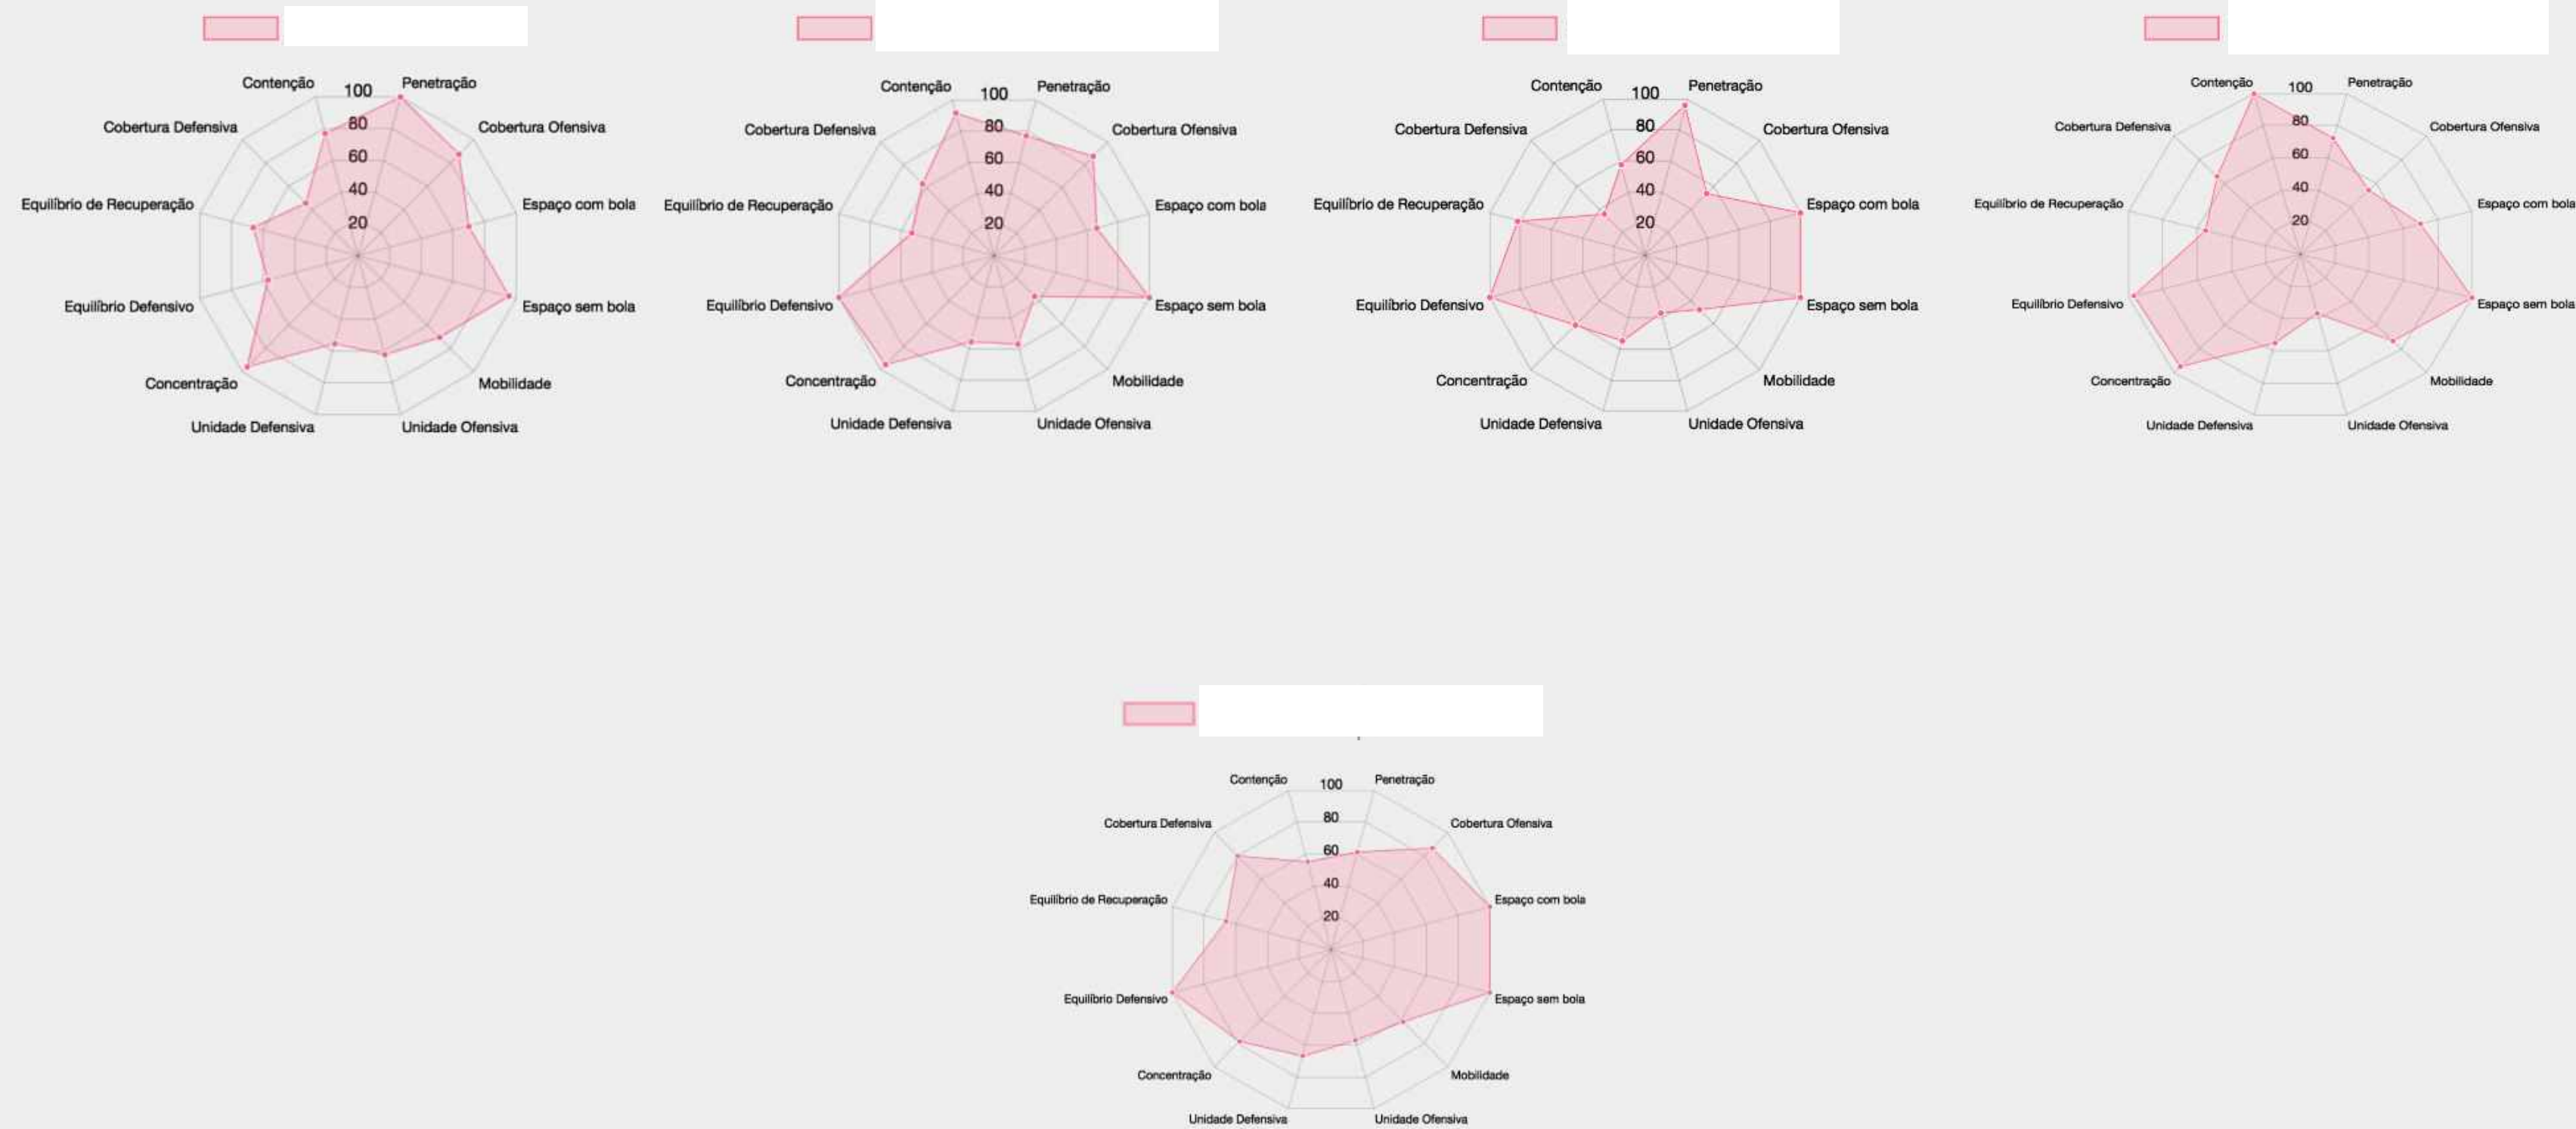 Contenção
100
Penetração
Cobertura Defensiva
80
Cobertura Ofensiva
60
Equilíbrio de Recuperação
40
Espaço com bola
20
Equilíbrio Defensivo
Espaço sem bola
Concentração
Mobilidade
Unidade Defensiva
Unidade Ofensiva
Contenção
100
Penetração
Cobertura Defensiva
80
Cobertura Ofensiva
60
Equilíbrio de Recuperação
40
Espaço com bola
20
Equilíbrio Defensivo
Espaço sem bola
Concentração
Mobilidade
Unidade Defensiva
Unidade Ofensiva
Contenção
100
Penetração
Cobertura Defensiva
80
Cobertura Ofensiva
60
Equilíbrio de Recuperação
40
Espaço com bola
20
Equilíbrio Defensivo
Espaço sem bola
Concentração
Mobilidade
Unidade Defensiva
Unidade Ofensiva
Contenção
100
Penetração
Cobertura Defensiva
80
Cobertura Ofensiva
60
Equilíbrio de Recuperação
40
Espaço com bola
20
Equilíbrio Defensivo
Espaço sem bola
Concentração
Mobilidade
Unidade Defensiva
Unidade Ofensiva
Contenção
100
Penetração
Cobertura Defensiva
80
Cobertura Ofensiva
60
Equilíbrio de Recuperação
40
Espaço com bola
20
Equilíbrio Defensivo
Espaço sem bola
Concentração
Mobilidade
Unidade Defensiva
Unidade Ofensiva